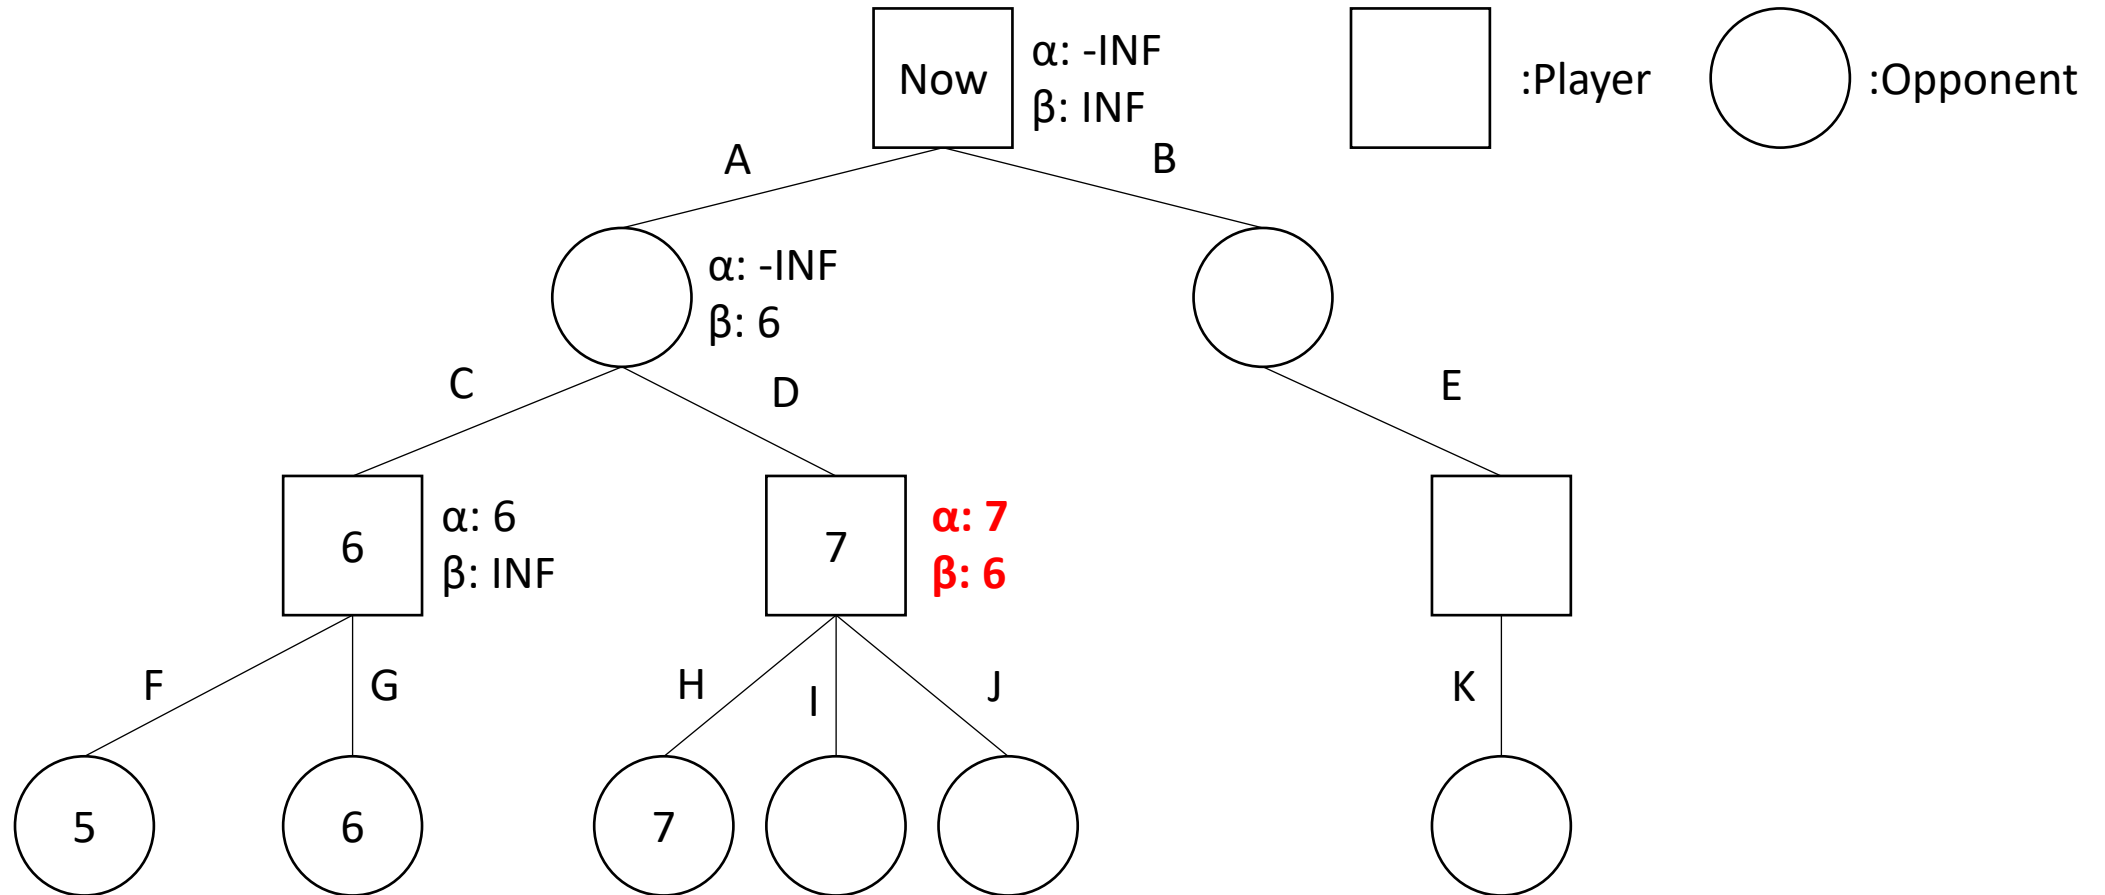 Now
α: -INF
β: INF
:Player
:Opponent
A
B
α: -INF
β: 6
C
D
E
6
α: 6
β: INF
7
α: 7
β: 6
F
G
H
I
J
K
5
6
7